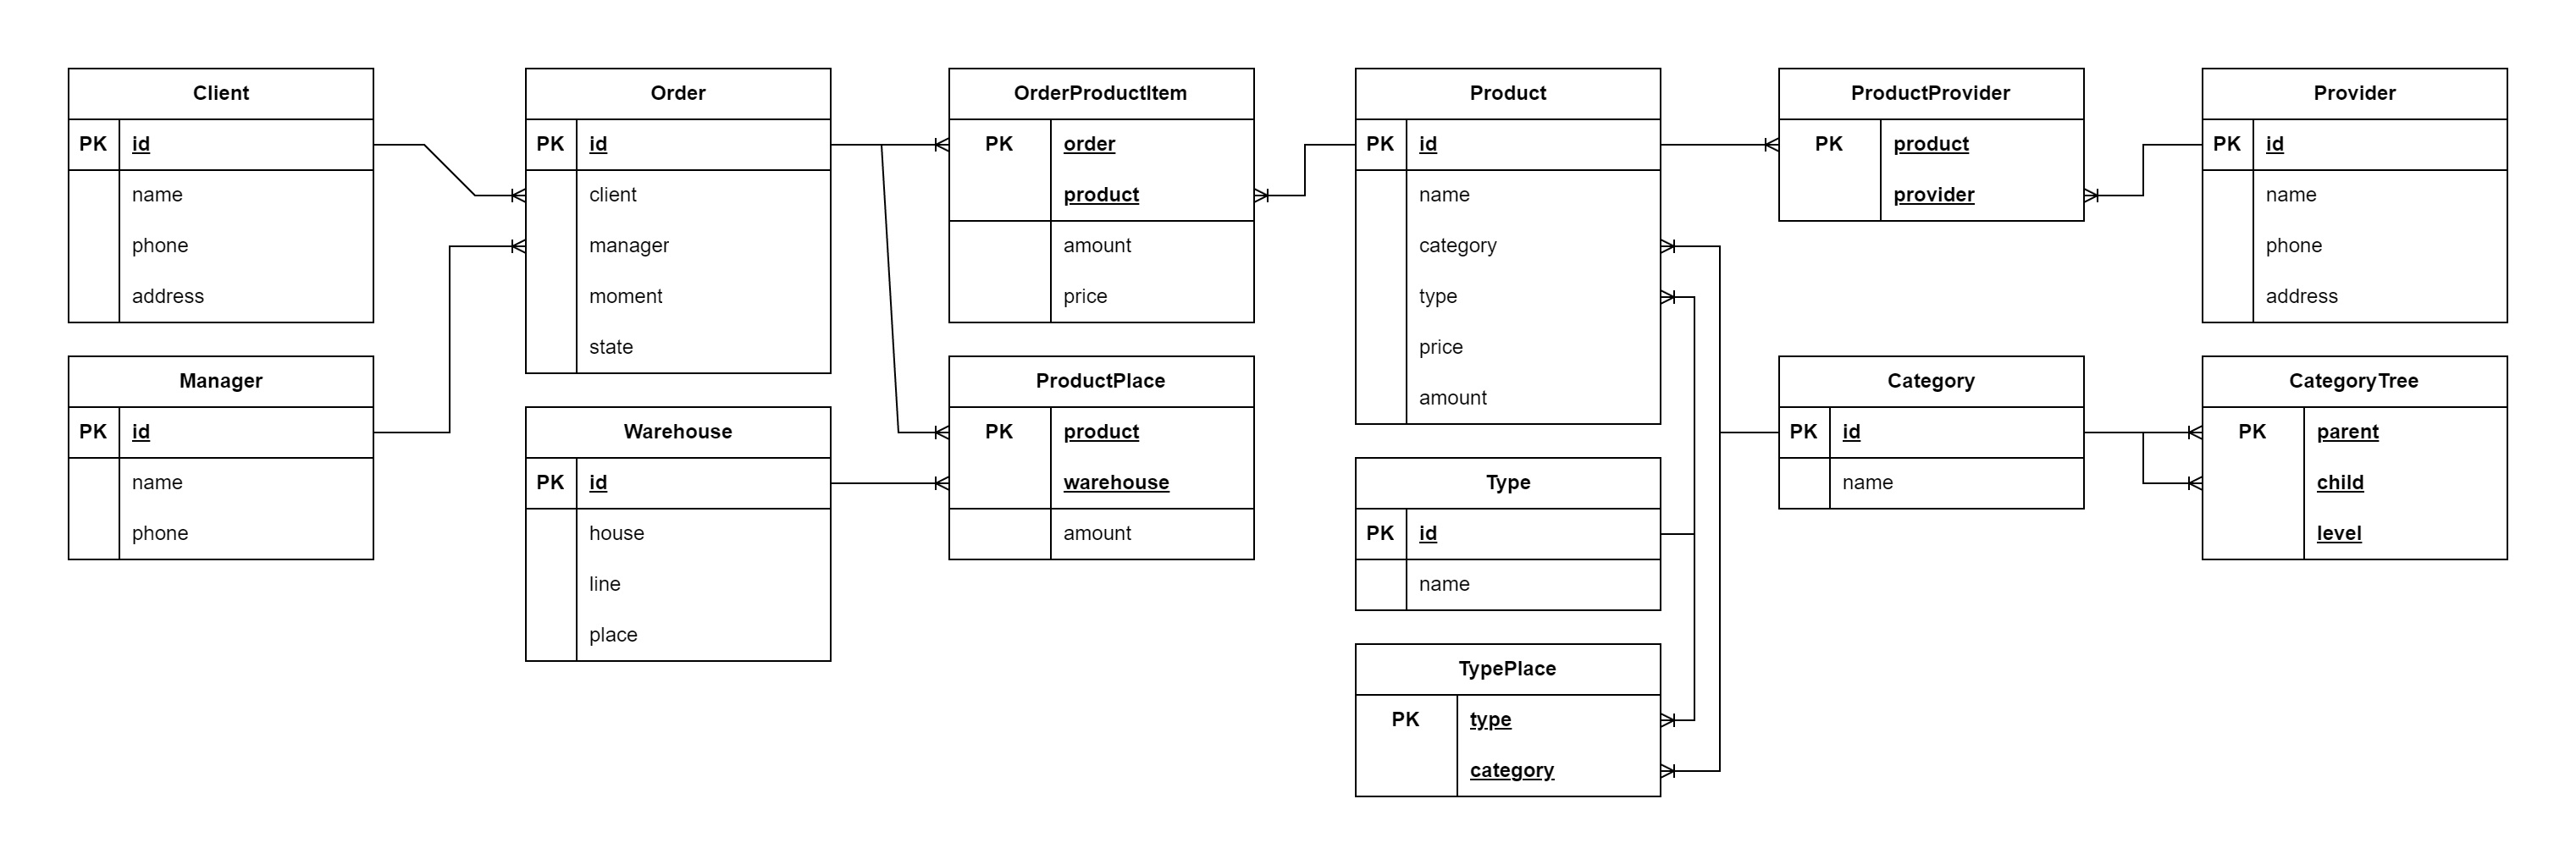 Client
PK id
name
phone
address
Manager
PK id
name
phone
Order
PK id
client
manager
moment
state
Warehouse
PK id
house
line
place
OrderProductItem
PK order
product
amount
price
ProductPlace
PK product
warehouse
amount
Product
PK id
name
category
type
price
amount
Type
PK id
name
TypePlace
PK type
category
ProductProvider
PK product
provider
Category
PK id
name
Provider
PK id
name
phone
address
CategoryTree
PK parent
child
level